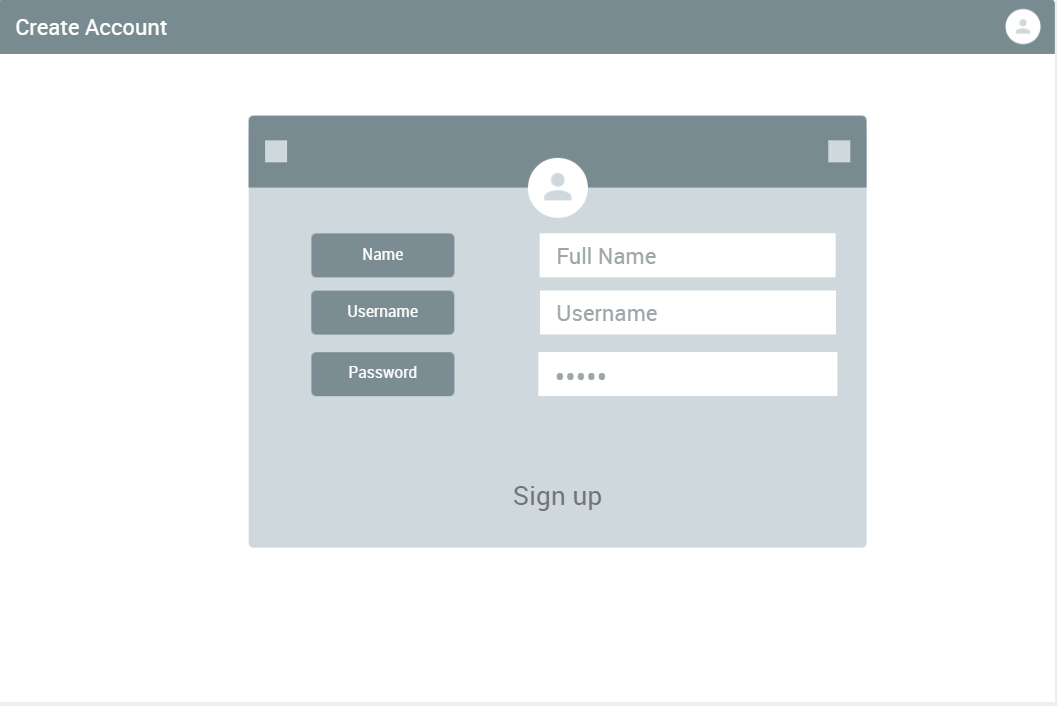 Create Account
Name
Full Name
Username
Username
Password
•••••
Sign up